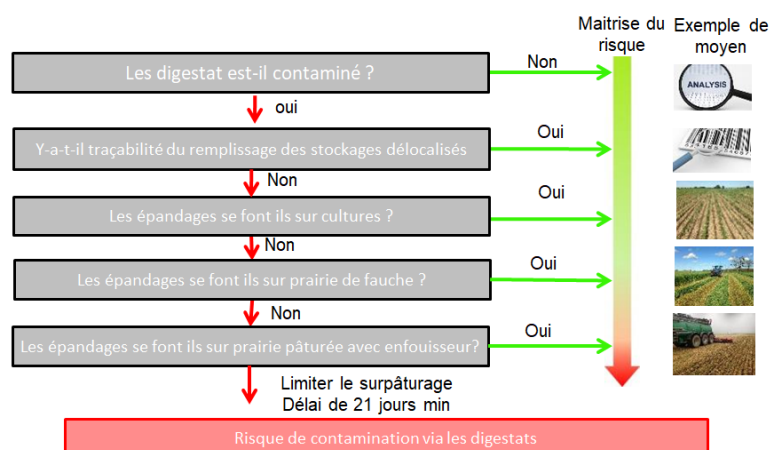 Maitrise du
risque
Exemple de
moyen
Les digestat est-il contaminé ?
Non
ANALYSIS
oui
Y-a-t-il traçabilité du remplissage des stockages délocalisés
Oui
Non
Les épandages se font ils sur cultures ?
Oui
Non
Les épandages se font ils sur prairie de fauche ?
Oui
Non
Les épandages se font ils sur prairie pâturée avec enfouisseur?
Oui
Limiter le surpâturage
Délai de 21 jours min
Risque de contamination via les digestats